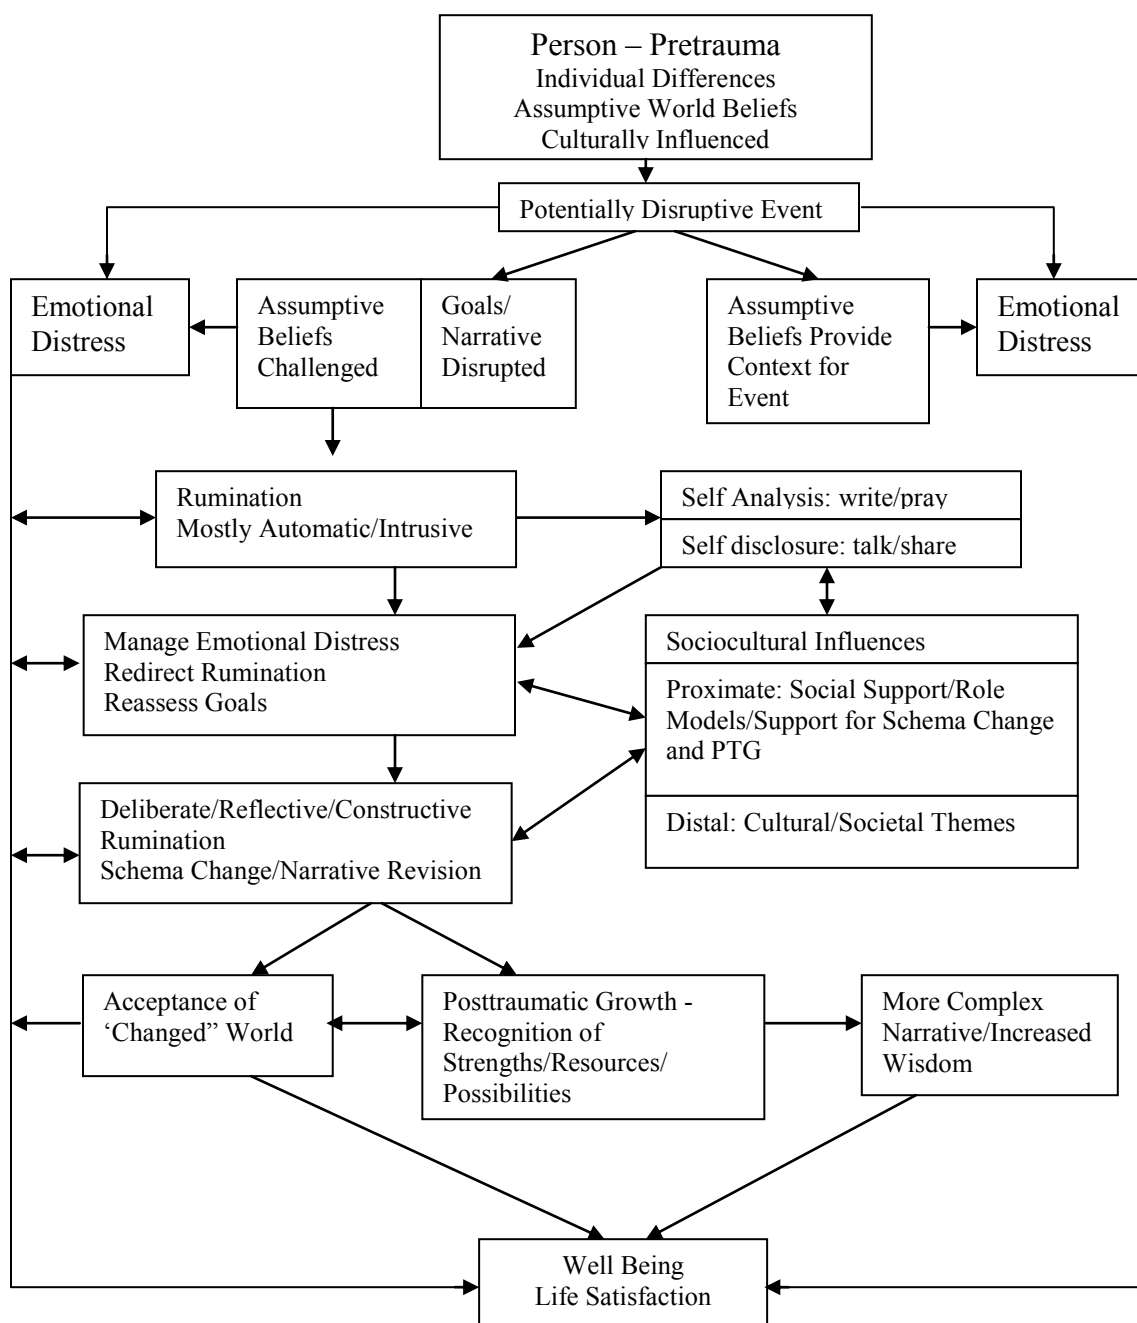 Person – Pretrauma
Individual Differences
Assumptive World Beliefs
Culturally Influenced
Potentially Disruptive Event
Emotional
Distress
Assumptive
Beliefs
Challenged
Goals/
Narrative
Disrupted
Assumptive
Beliefs Provide
Context for
Event
Emotional
Distress
Rumination
Mostly Automatic/Intrusive
Self Analysis: write/pray
Self disclosure: talk/share
Manage Emotional Distress
Redirect Rumination
Reassess Goals
Sociocultural Influences
Proximate: Social Support/Role
Models/Support for Schema Change
and PTG
Distal: Cultural/Societal Themes
Deliberate/Reflective/Constructive
Rumination
Schema Change/Narrative Revision
Acceptance of
‘Changed” World
Posttraumatic Growth -
Recognition of
Strengths/Resources/
Possibilities
More Complex
Narrative/Increased
Wisdom
Well Being
Life Satisfaction